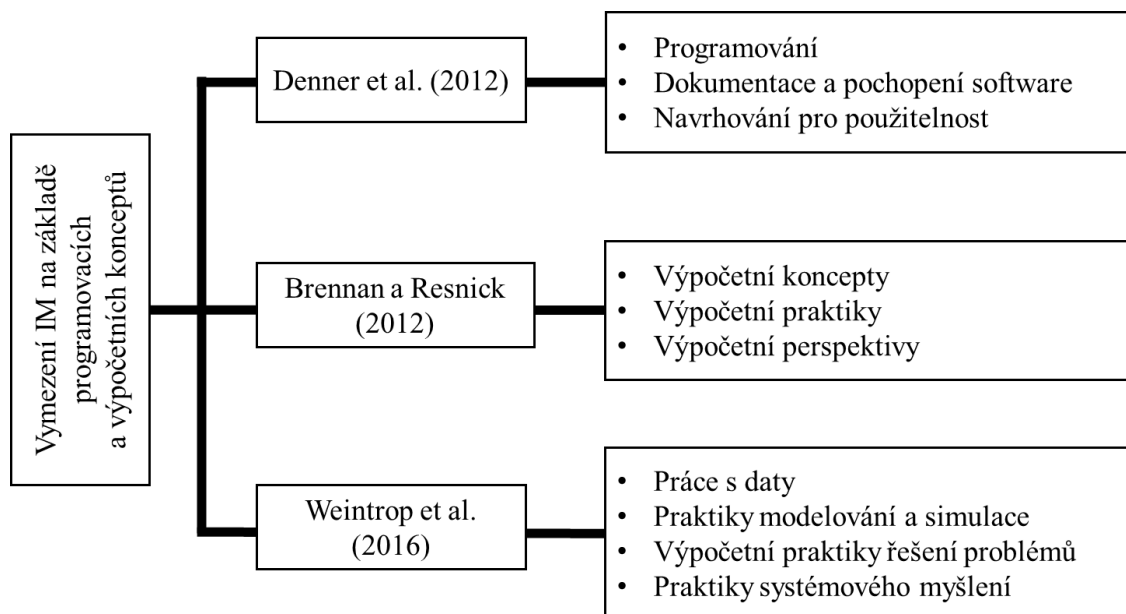 Vymezení IM na základě
programovacích
a výpočetních konceptů
Denner et al. (2012)
• Programování
• Dokumentace a pochopení software
• Navrhování pro použitelnost
Brennan a Resnick
(2012)
• Výpočetní koncepty
• Výpočetní praktiky
• Výpočetní perspektivy
Weintrop et al.
(2016)
• Práce s daty
• Praktiky modelování a simulace
• Výpočetní praktiky řešení problémů
• Praktiky systémového myšlení